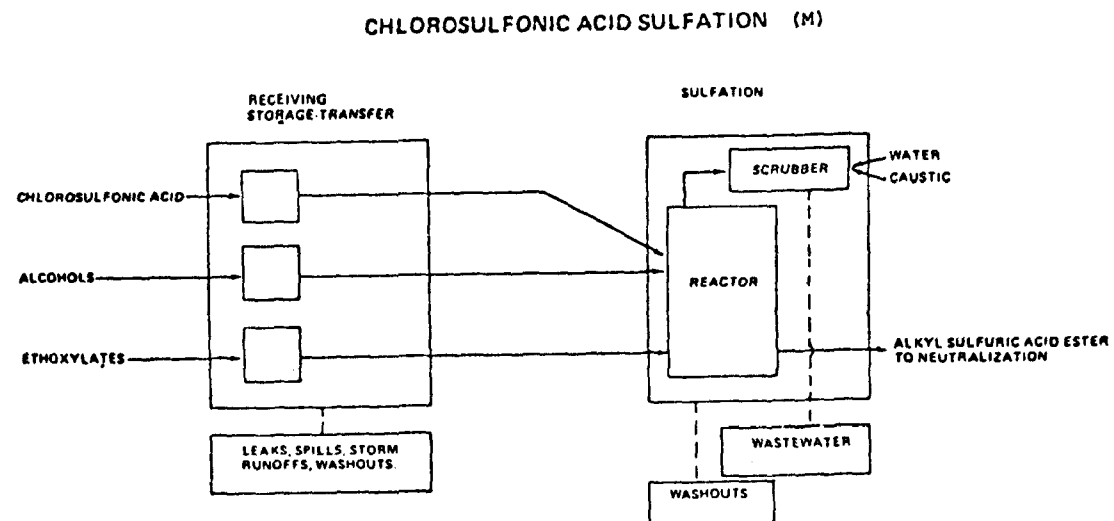 CHLOROSULFONIC ACID SULFATION (M)
RECEIVING
STORAGE-TRANSFER
SULFATION
CHLOROSULFONIC ACID
ALCOHOLS
ETHOXYLATES
SCRUBBER
WATER
CAUSTIC
REACTOR
ALKYL SULFURIC ACID ESTER
TO NEUTRALIZATION
LEAKS, SPILLS, STORM
RUNOFFS, WASHOUTS.
WASTEWATER
WASHOUTS